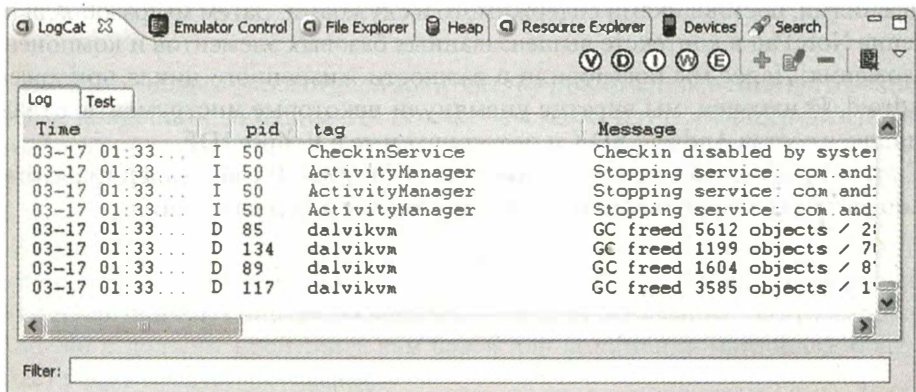 LogCat Emulator Control File Explorer Heap Resource Explorer Devices Search
V D I W E
Log Test
Time pid tag Message
03-17 01:33... I 50 CheckinService Checkin disabled by syste
03-17 01:33... I 50 ActivityManager Stopping service: com.and
03-17 01:33... I 50 ActivityManager Stopping service: com.and
03-17 01:33... I 50 ActivityManager Stopping service: com.and
03-17 01:33... D 85 dalvikvm GC freed 5612 objects / 2
03-17 01:33... D 134 dalvikvm GC freed 1199 objects / 7
03-17 01:33... D 89 dalvikvm GC freed 1604 objects / 8
03-17 01:33... D 117 dalvikvm GC freed 3585 objects / 1
Filter: